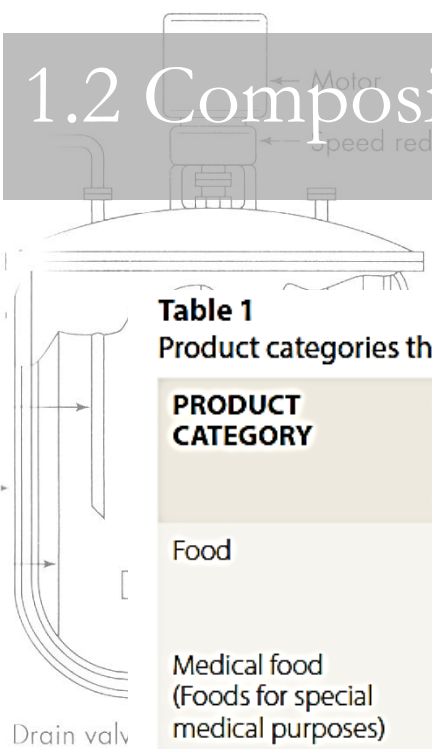 1.2 Composi
Motor
Speed red
Table 1
Product categories th
PRODUCT
CATEGORY
Food
Medical food
(Foods for special
medical purposes)
Drain valv